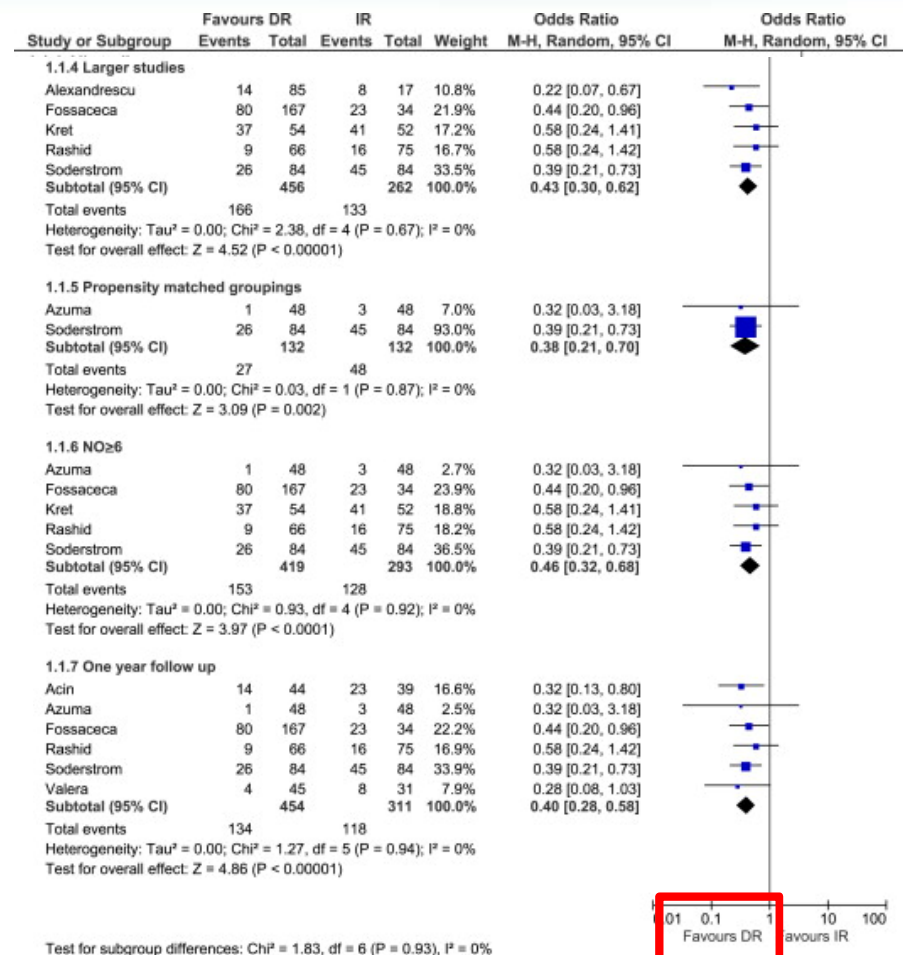 Favours DR IR Odds Ratio Odds Ratio
Study or Subgroup Events Total Events Total Weight M-H, Random, 95% CI M-H, Random, 95% CI
1.1.4 Larger studies
Alexandrescu 14 85 8 17 10.8% 0.22 [0.07, 0.67]
Fossaceca 80 167 23 34 21.9% 0.44 [0.20, 0.96]
Kret 37 54 41 52 17.2% 0.58 [0.24, 1.41]
Rashid 9 66 16 75 16.7% 0.58 [0.24, 1.42]
Soderstrom 26 84 45 84 33.5% 0.39 [0.21, 0.73]
Subtotal (95% CI) 456 262 100.0% 0.43 [0.30, 0.62]
Total events 166 133
Heterogeneity: Tau² = 0.00; Chi² = 2.38, df = 4 (P = 0.67); I² = 0%
Test for overall effect: Z = 4.52 (P < 0.00001)
1.1.5 Propensity matched groupings
Azuma 1 48 3 48 7.0% 0.32 [0.03, 3.18]
Soderstrom 26 84 45 84 93.0% 0.39 [0.21, 0.73]
Subtotal (95% CI) 132 132 100.0% 0.38 [0.21, 0.70]
Total events 27 48
Heterogeneity: Tau² = 0.00; Chi² = 0.03, df = 1 (P = 0.87); I² = 0%
Test for overall effect: Z = 3.09 (P = 0.002)
1.1.6 NO≥6
Azuma 1 48 3 48 2.7% 0.32 [0.03, 3.18]
Fossaceca 80 167 23 34 23.9% 0.44 [0.20, 0.96]
Kret 37 54 41 52 18.8% 0.58 [0.24, 1.41]
Rashid 9 66 16 75 18.2% 0.58 [0.24, 1.42]
Soderstrom 26 84 45 84 36.5% 0.39 [0.21, 0.73]
Subtotal (95% CI) 419 293 100.0% 0.46 [0.32, 0.68]
Total events 153 128
Heterogeneity: Tau² = 0.00; Chi² = 0.93, df = 4 (P = 0.92); I² = 0%
Test for overall effect: Z = 3.97 (P < 0.0001)
1.1.7 One year follow up
Acin 14 44 23 39 16.6% 0.32 [0.13, 0.80]
Azuma 1 48 3 48 2.5% 0.32 [0.03, 3.18]
Fossaceca 80 167 23 34 22.2% 0.44 [0.20, 0.96]
Rashid 9 66 16 75 16.9% 0.58 [0.24, 1.42]
Soderstrom 26 84 45 84 33.9% 0.39 [0.21, 0.73]
Valera 4 45 8 31 7.9% 0.28 [0.08, 1.03]
Subtotal (95% CI) 454 311 100.0% 0.40 [0.28, 0.58]
Total events 134 118
Heterogeneity: Tau² = 0.00; Chi² = 1.27, df = 5 (P = 0.94); I² = 0%
Test for overall effect: Z = 4.86 (P < 0.00001)
0.1 1 10 100
Favours DR IR
Test for subgroup differences: Chi² = 1.83, df = 6 (P = 0.93), I² = 0%